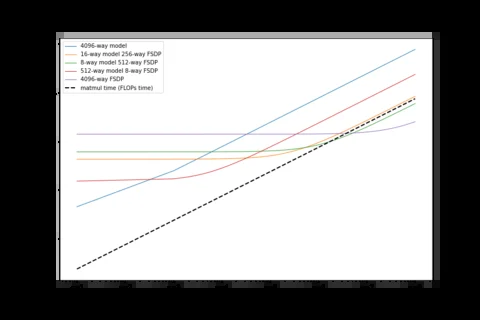 4096-way model
16-way model 256-way FSDP
8-way model 512-way FSDP
512-way model 8-way FSDP
4096-way FSDP
matmul time (FLOPs time)